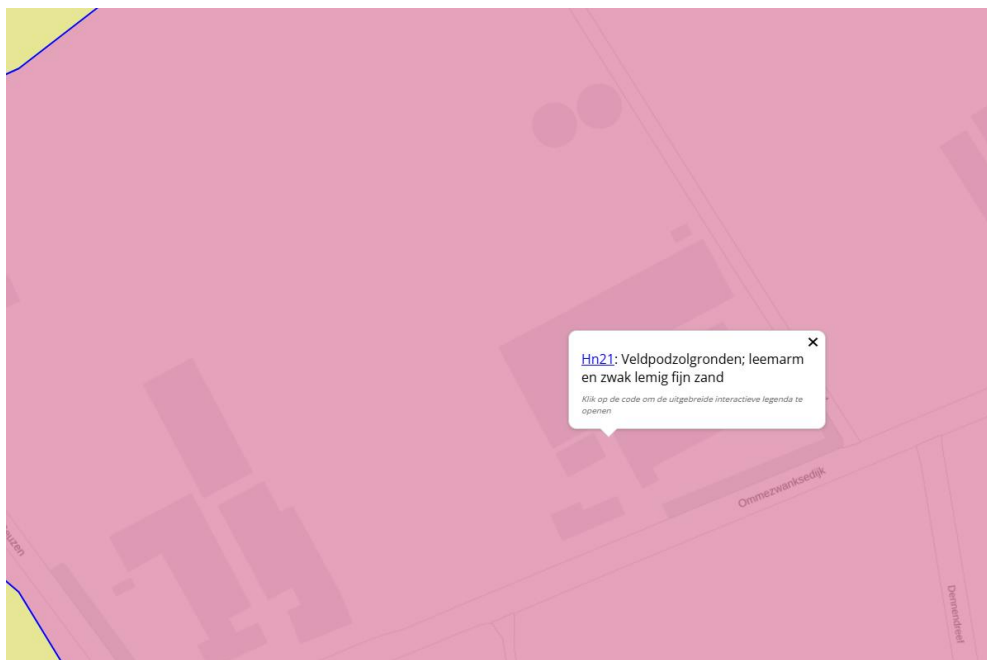 Hn21: Veldpodzolgronden; leemarm
en zwak lemig fijn zand
Klik op de code om de uitgebreide interactieve legenda te
openen
Ommezwanksedijk
Dennendreef